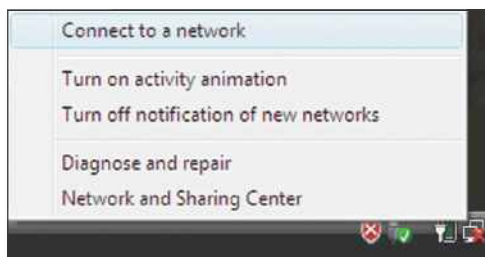 Connect to a network
Turn on activity animation
Turn off notification of new networks
Diagnose and repair
Network and Sharing Center